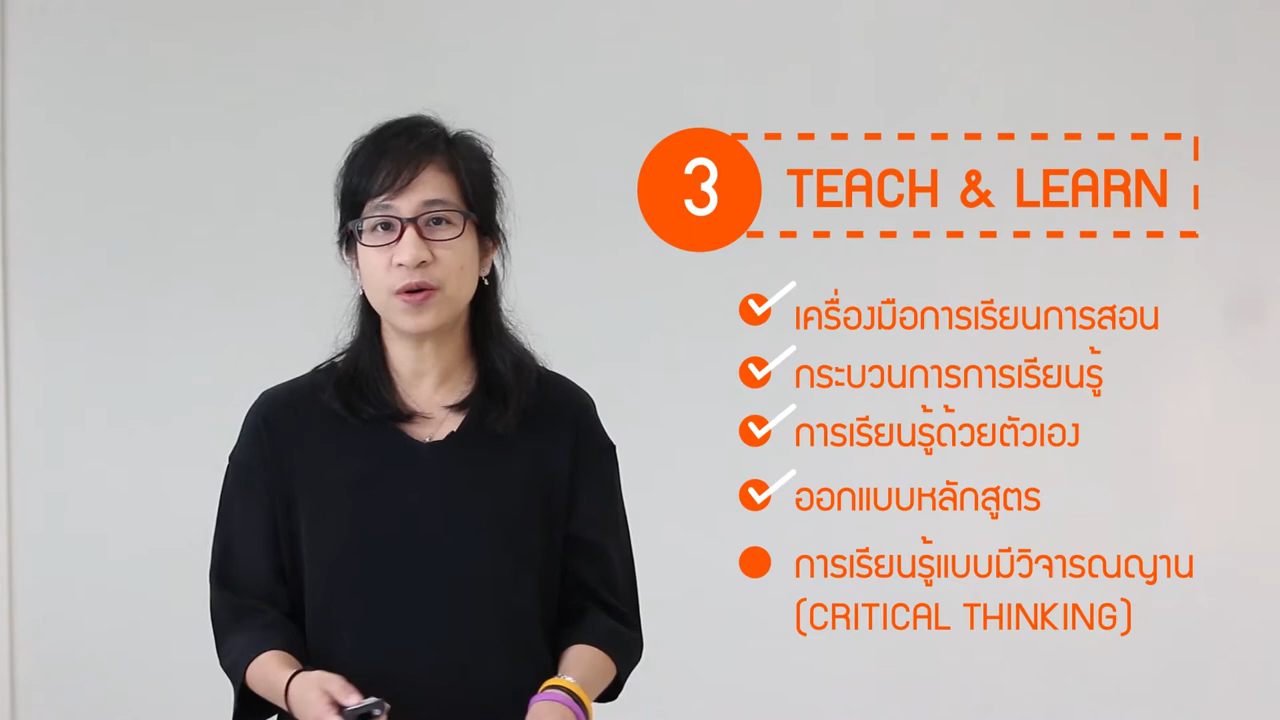 3
TEACH & LEARN
เครื่องมือการเรียนการสอน
กระบวนการการเรียนรู้
การเรียนรู้ด้วยตัวเอง
ออกแบบหลักสูตร
การเรียนรู้แบบมีวิจารณญาน
(CRITICAL THINKING)